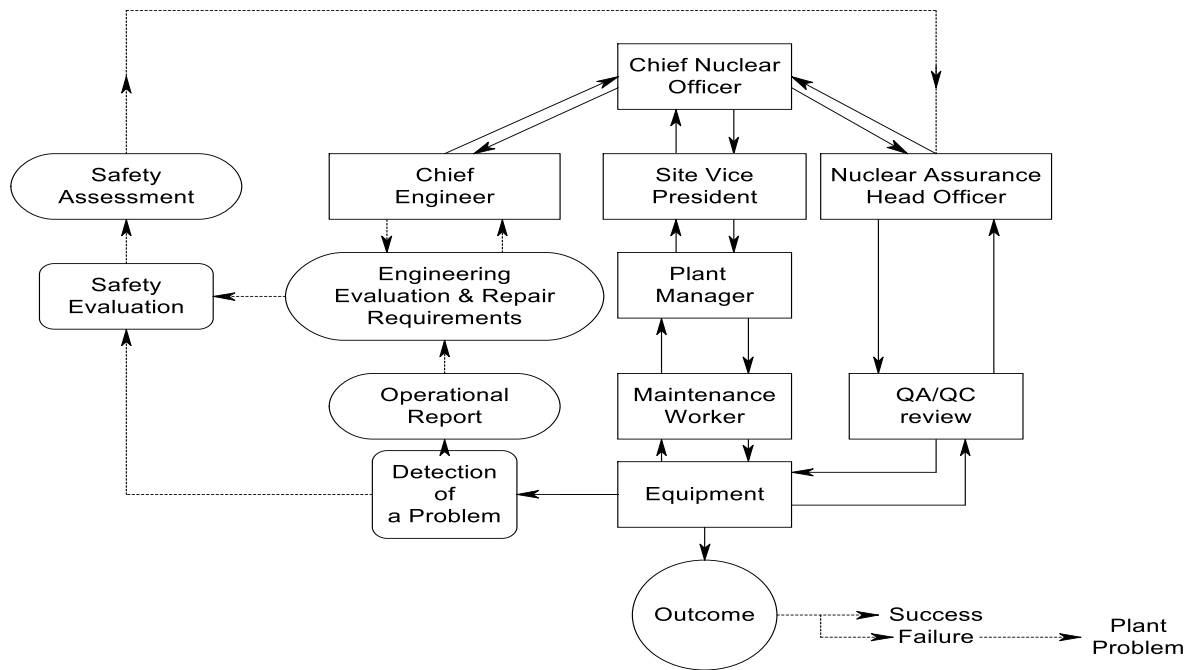 Chief Nuclear
Officer
Safety
Assessment
Chief
Engineer
Site Vice
President
Nuclear Assurance
Head Officer
Safety
Evaluation
Engineering
Evaluation & Repair
Requirements
Plant
Manager
Operational
Report
Maintenance
Worker
QA/QC
review
Detection
of
a Problem
Equipment
Outcome
Success
Failure
Plant
Problem